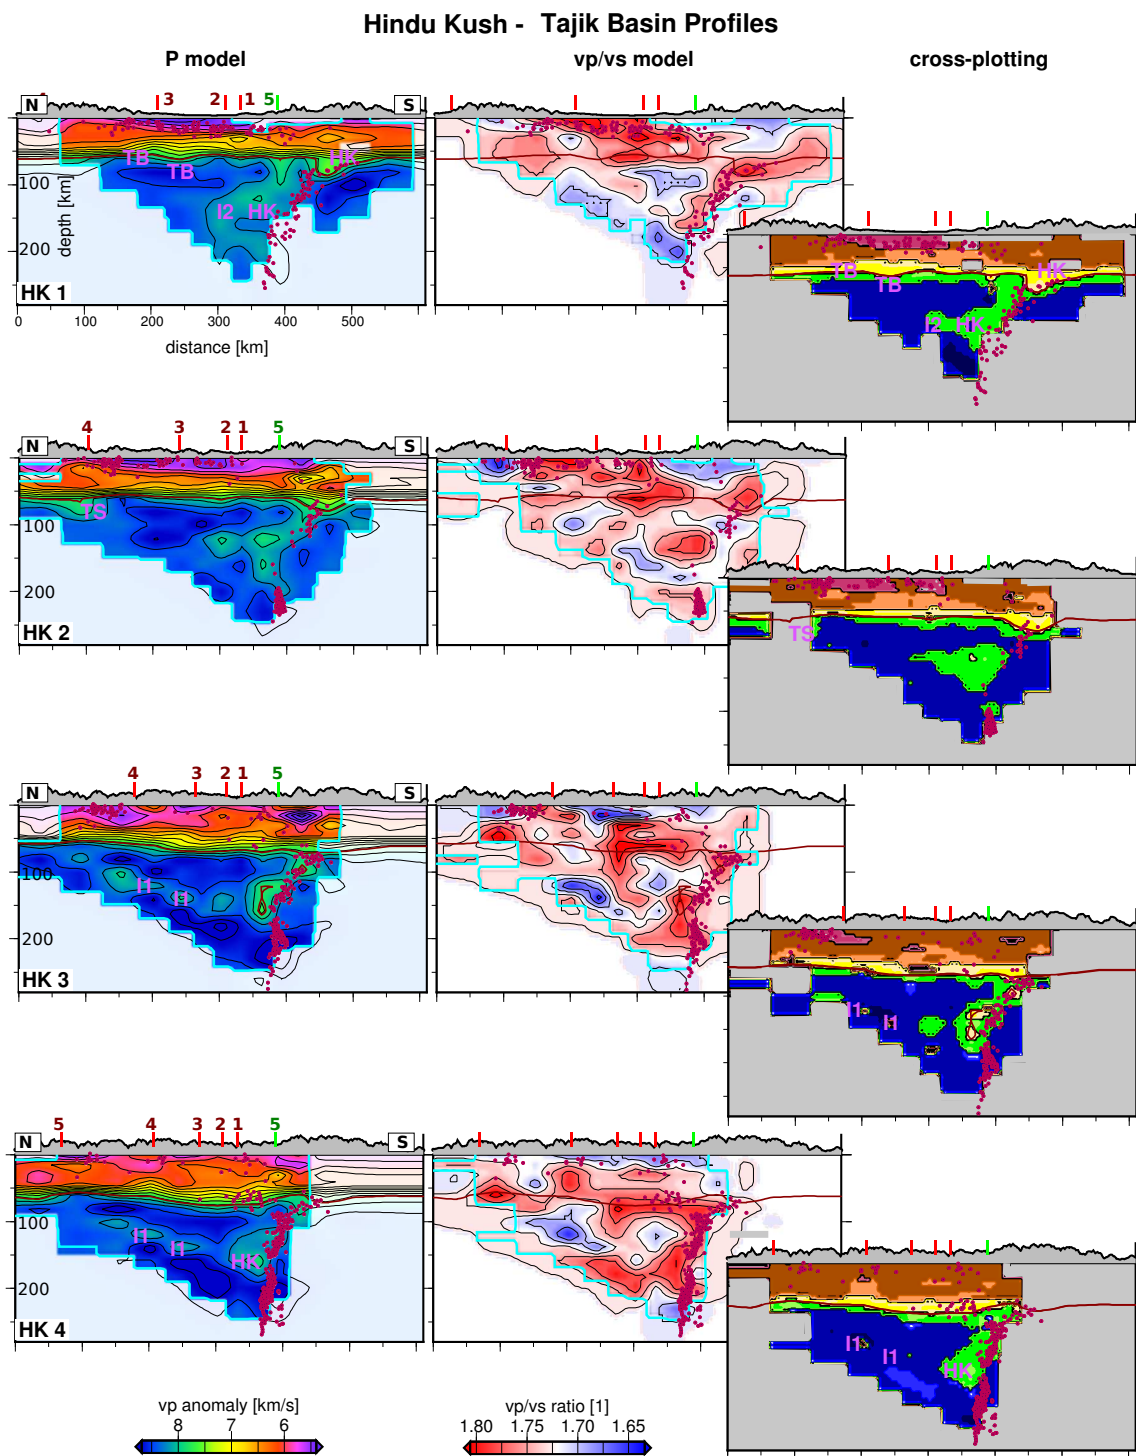 Hindu Kush - Tajik Basin Profiles
P model
vp/vs model
cross-plotting
N 3 2 1 5 S
TB
TB
HK
I2 HK
100
200
depth [km]
HK 1
0 100 200 300 400 500
distance [km]
TB
TB
HK
I2 HK
N 4 3 2 1 5 S
TS
100
200
HK 2
TS
N 4 3 2 1 5 S
100
I1
I1
200
HK 3
I1
I1
5 4 3 2 1 5
N S
100
I1
I1
HK
200
HK 4
I1
I1
HK
vp anomaly [km/s]
8 7 6
vp/vs ratio [1]
1.80 1.75 1.70 1.65